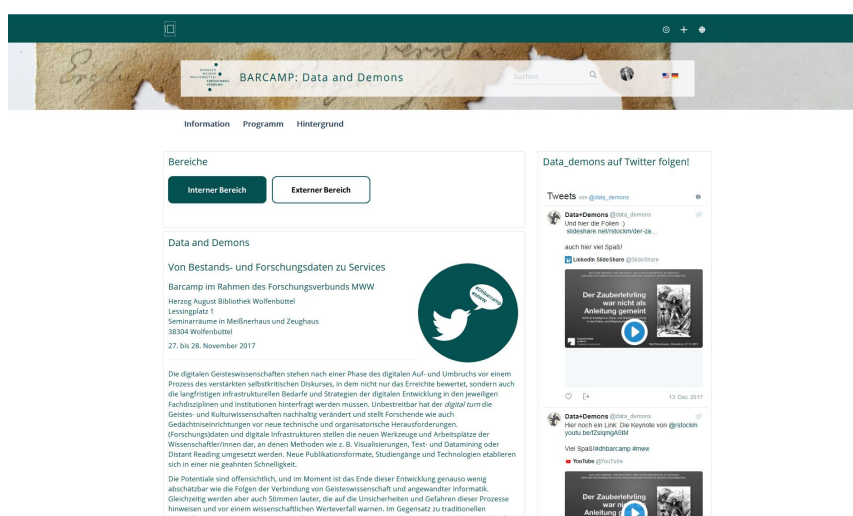 BARCAMP: Data and Demons
Suchen
Information Programm Hintergrund
Bereiche
Interner Bereich
Externer Bereich
Data and Demons
Von Bestands- und Forschungsdaten zu Services
Barcamp im Rahmen des Forschungsverbunds MWW
Herzog August Bibliothek Wolfenbüttel
Lessingplatz 1
Seminarräume in Meißnerhaus und Zeughaus
38304 Wolfenbüttel
27. bis 28. November 2017
#dhbarcamp
#MWW
Die digitalen Geisteswissenschaften stehen nach einer Phase des digitalen Auf- und Umbruchs vor einem
Prozess des verstärkten selbstkritischen Diskurses, in dem nicht nur das Erreichte bewertet, sondern auch
die langfristigen infrastrukturellen Bedarfe und Strategien der digitalen Entwicklung in den jeweiligen
Fachdisziplinen und Institutionen hinterfragt werden müssen. Unbestreitbar hat der digital turn die
Geistes- und Kulturwissenschaften nachhaltig verändert und stellt Forschende wie auch
Gedächtniseinrichtungen vor neue technische und organisatorische Herausforderungen.
(Forschungs)daten und digitale Infrastrukturen stellen die neuen Werkzeuge und Arbeitsplätze der
Wissenschaftler/innen dar, an denen Methoden wie z. B. Visualisierungen, Text- und Datamining oder
Distant Reading umgesetzt werden. Neue Publikationsformate, Studiengänge und Technologien etablieren
sich in einer nie geahnten Schnelligkeit.
Die Potentiale sind offensichtlich, und im Moment ist das Ende dieser Entwicklung genauso wenig
abschätzbar wie die Folgen der Verbindung von Geisteswissenschaft und angewandter Informatik.
Gleichzeitig werden aber auch Stimmen lauter, die auf die Unsicherheiten und Gefahren dieser Prozesse
hinweisen und vor einem wissenschaftlichen Werteverfall warnen. Im Gegensatz zu traditionellen
Data_demons auf Twitter folgen!
Tweets von @data_demons
Data+Demons @data_demons
Und hier die Folien :)
slideshare.net/rstockm/der-za…
auch hier viel Spaß!
LinkedIn SlideShare @SlideShare
Der Zauberlehrling
war nicht als
Anleitung gemeint
13. Dez. 2017
Data+Demons @data_demons
Hier noch ein Link: Die Keynote von @rstockm
youtu.be/fZsIqmgA5tM
Viel Spaß!#dhbarcamp #mww
YouTube @YouTube
Der Zauberlehrling